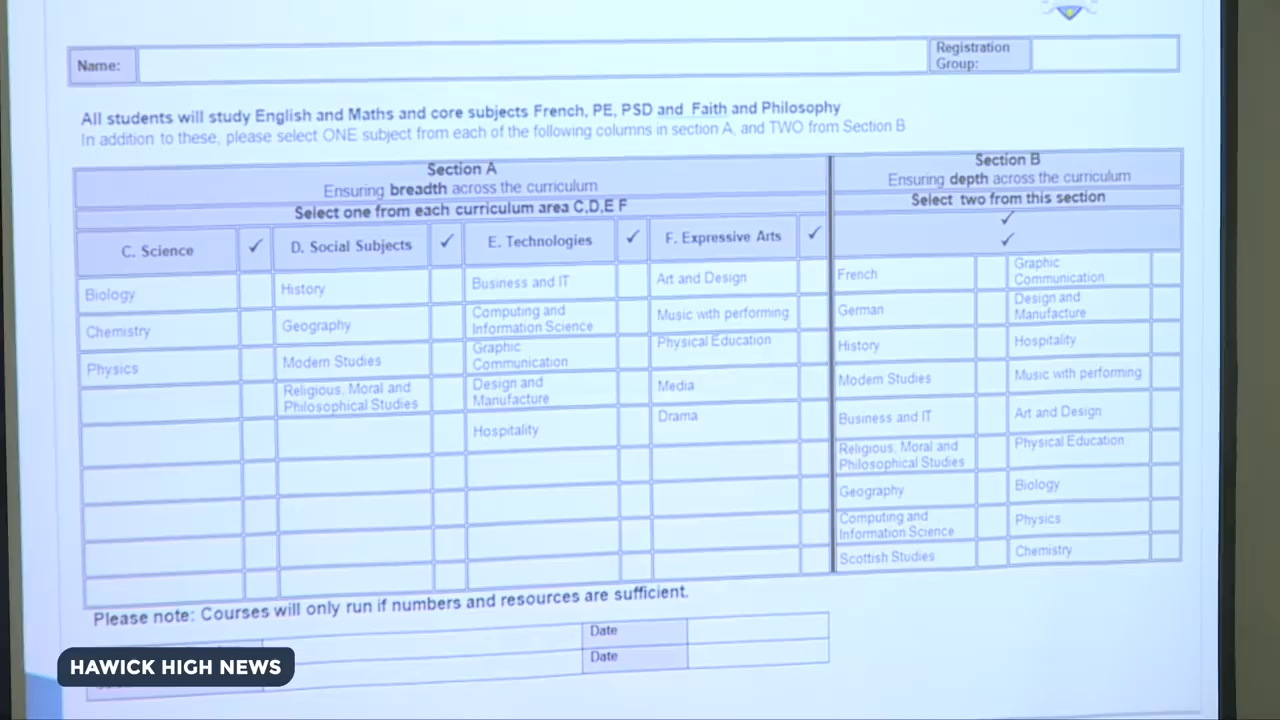 Name:
Registration
Group:
All students will study English and Maths and core subjects French, PE, PSD and Faith and Philosophy
In addition to these, please select ONE subject from each of the following columns in section A, and TWO from Section B
Section A
Ensuring breadth across the curriculum
Select one from each curriculum area C,D,E F
C. Science ✓ D. Social Subjects ✓ E. Technologies ✓ F. Expressive Arts ✓
Biology
Chemistry
Physics
History
Geography
Modern Studies
Religious, Moral and
Philosophical Studies
Business and IT
Computing and
Information Science
Graphic
Communication
Design and
Manufacture
Hospitality
Art and Design
Music with performing
Physical Education
Media
Drama
Section B
Ensuring depth across the curriculum
Select two from this section
✓
✓
French
German
History
Modern Studies
Business and IT
Religious, Moral and
Philosophical Studies
Geography
Computing and
Information Science
Scottish Studies
Graphic
Communication
Design and
Manufacture
Hospitality
Music with performing
Art and Design
Physical Education
Biology
Physics
Chemistry
Please note: Courses will only run if numbers and resources are sufficient.
Date
Date
HAWICK HIGH NEWS